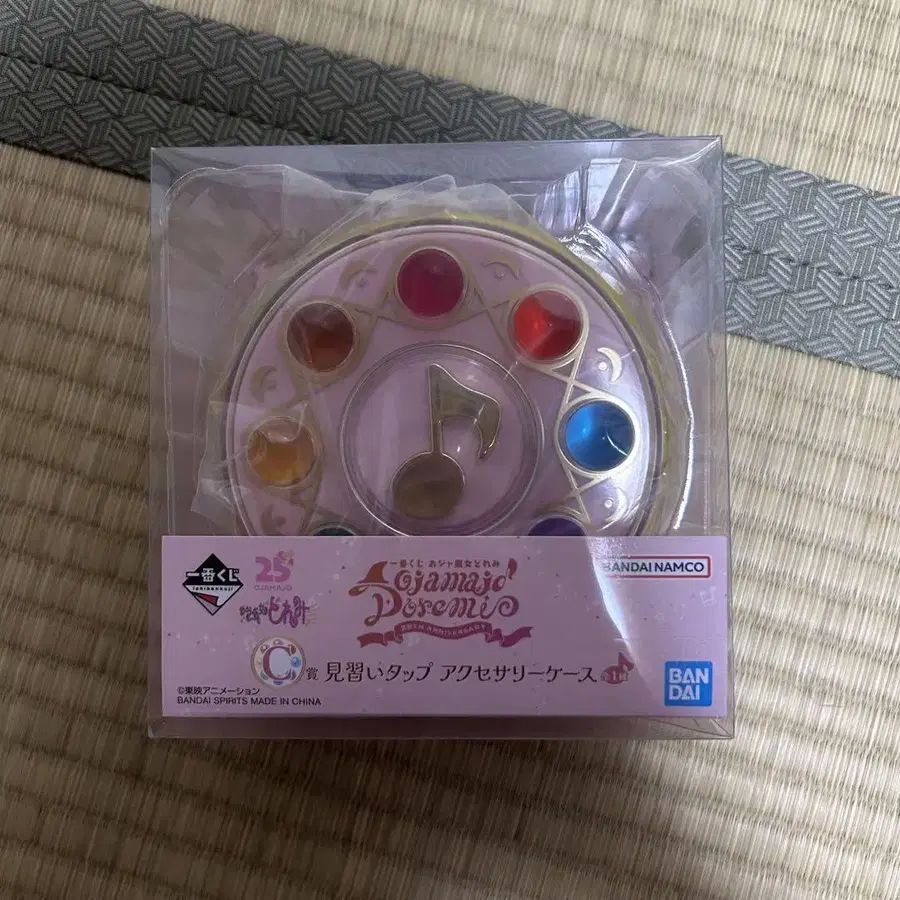 一番くじ
ichibankuji
25
OJAMAJO
おジャ魔女どれみ
一番くじ おジャ魔女どれみ
Ojamajo
Doremi
25TH ANNIVERSARY
BANDAI NAMCO
C賞 見習いタップ アクセサリーケース 全1種
©東映アニメーション
BANDAI SPIRITS MADE IN CHINA
BAN
DAI